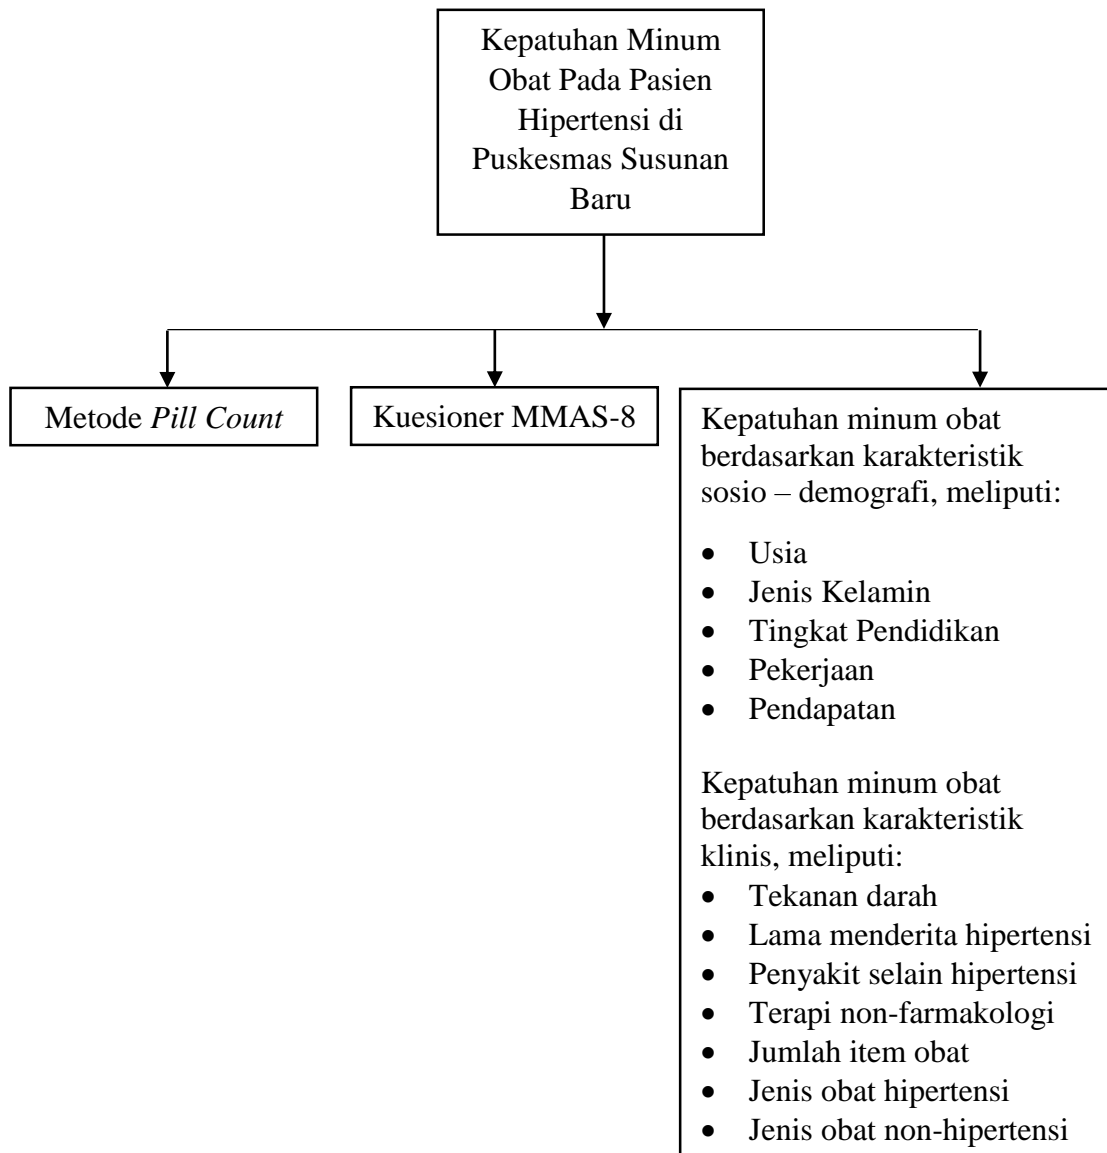 Kepatuhan Minum
Obat Pada Pasien
Hipertensi di
Puskesmas Susunan
Baru
Metode Pill Count
Kuesioner MMAS-8
Kepatuhan minum obat
berdasarkan karakteristik
sosio – demografi, meliputi:
• Usia
• Jenis Kelamin
• Tingkat Pendidikan
• Pekerjaan
• Pendapatan
Kepatuhan minum obat
berdasarkan karakteristik
klinis, meliputi:
• Tekanan darah
• Lama menderita hipertensi
• Penyakit selain hipertensi
• Terapi non-farmakologi
• Jumlah item obat
• Jenis obat hipertensi
• Jenis obat non-hipertensi